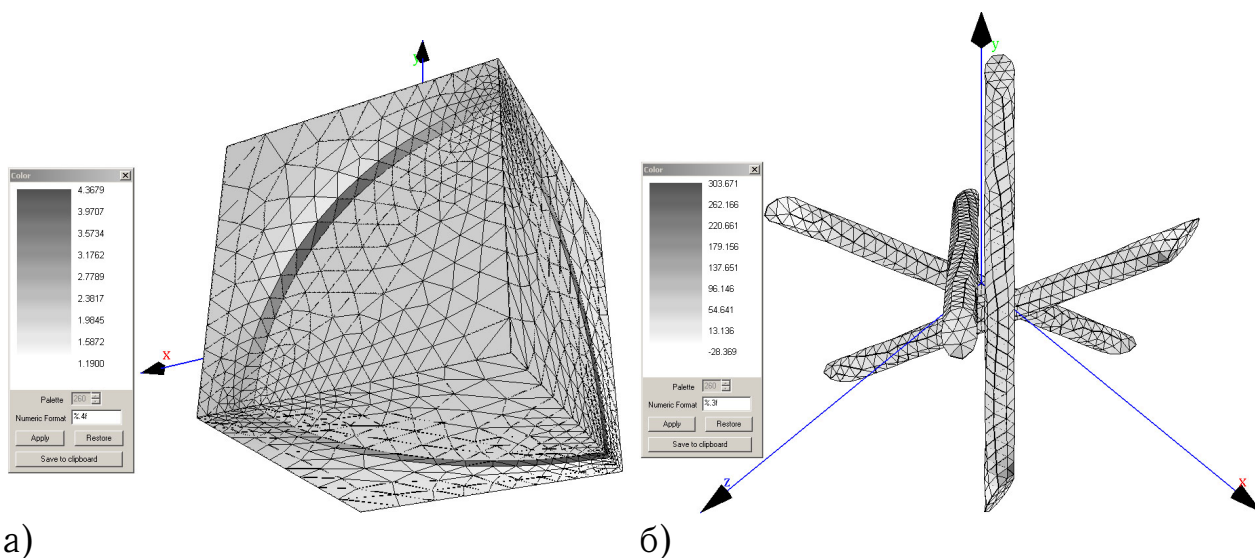 y
Color
4.3679
3.9707
3.5734
3.1762
2.7789
2.3817
1.9845
1.5872
1.1900
Palette 260
Numeric Format %.4f
Apply Restore
Save to clipboard
x
а)
y
Color
303.671
262.166
220.661
179.156
137.651
96.146
54.641
13.136
-28.369
Palette 260
Numeric Format %.3f
Apply Restore
Save to clipboard
z
x
б)